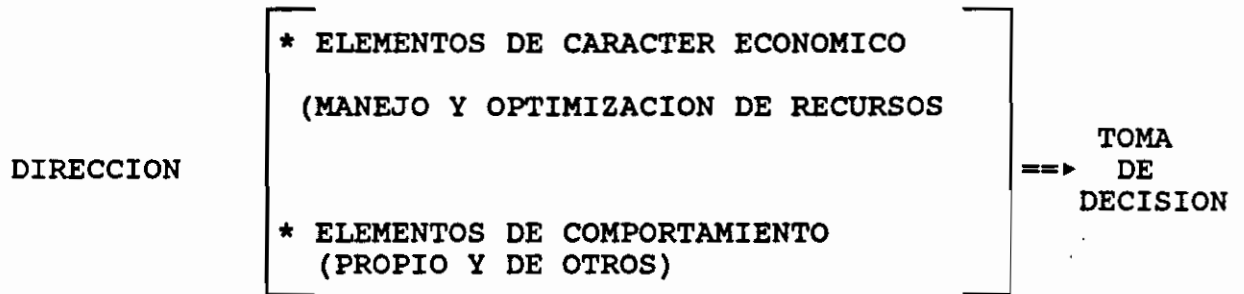 * ELEMENTOS DE CARACTER ECONOMICO
(MANEJO Y OPTIMIZACION DE RECURSOS
DIRECCION
==► TOMA
DE
DECISION
* ELEMENTOS DE COMPORTAMIENTO
(PROPIO Y DE OTROS)